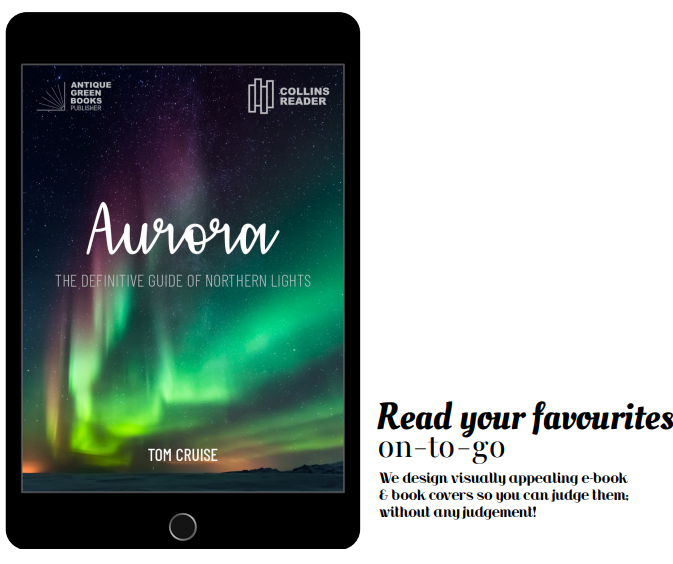 ANTIQUE
GREEN
BOOKS
PUBLISHER
COLLINS
READER
Aurora
THE DEFINITIVE GUIDE OF NORTHERN LIGHTS
TOM CRUISE
Read your favourites
on-to-go
We design visually appealing e-book
& book covers so you can judge them;
without any judgement!